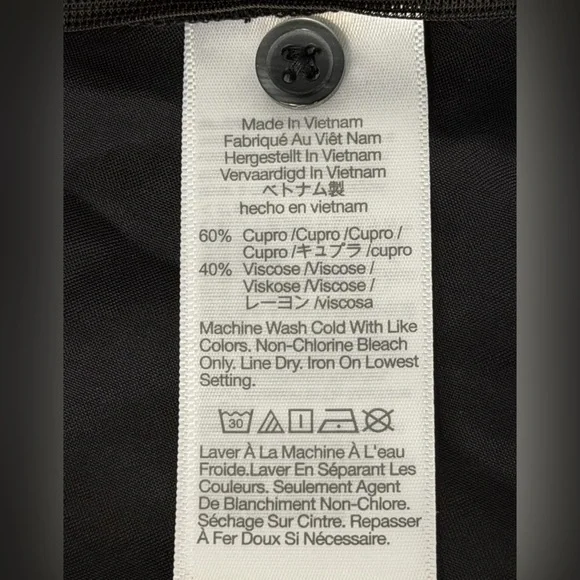 Made In Vietnam
Fabriqué Au Viêt Nam
Hergestellt In Vietnam
Vervaardigd In Vietnam
ベトナム製
hecho en vietnam
60% Cupro /Cupro /Cupro /
Cupro /キュプラ /cupro
40% Viscose /Viscose /
Viskose /Viscose /
レーヨン /viscosa
Machine Wash Cold With Like
Colors. Non-Chlorine Bleach
Only. Line Dry. Iron On Lowest
Setting.
30
Laver À La Machine À L'eau
Froide.Laver En Séparant Les
Couleurs. Seulement Agent
De Blanchiment Non-Chlore.
Séchage Sur Cintre. Repasser
À Fer Doux Si Nécessaire.